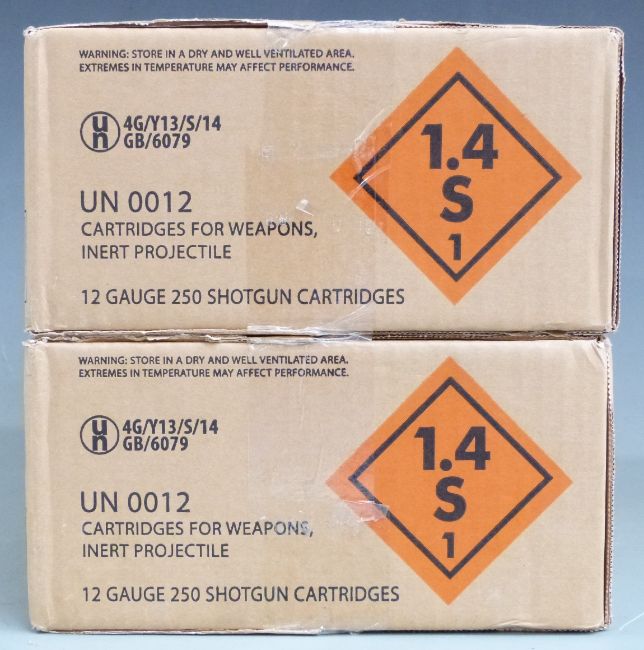 WARNING: STORE IN A DRY AND WELL VENTILATED AREA.
EXTREMES IN TEMPERATURE MAY AFFECT PERFORMANCE.
un 4G/Y13/S/14
GB/6079
UN 0012
CARTRIDGES FOR WEAPONS,
INERT PROJECTILE
12 GAUGE 250 SHOTGUN CARTRIDGES
1.4
S
1
WARNING: STORE IN A DRY AND WELL VENTILATED AREA.
EXTREMES IN TEMPERATURE MAY AFFECT PERFORMANCE.
un 4G/Y13/S/14
GB/6079
UN 0012
CARTRIDGES FOR WEAPONS,
INERT PROJECTILE
12 GAUGE 250 SHOTGUN CARTRIDGES
1.4
S
1